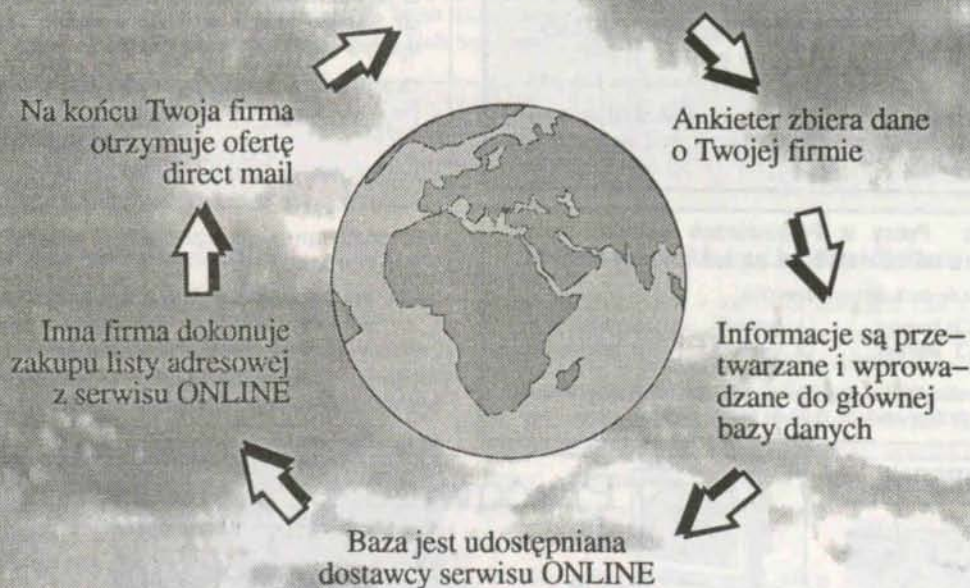 Na końcu Twoja firma
otrzymuje ofertę
direct mail
Ankieter zbiera dane
o Twojej firmie
Inna firma dokonuje
zakupu listy adresowej
z serwisu ONLINE
Informacje są prze–
twarzane i wprowa–
dzane do głównej
bazy danych
Baza jest udostępniana
dostawcy serwisu ONLINE